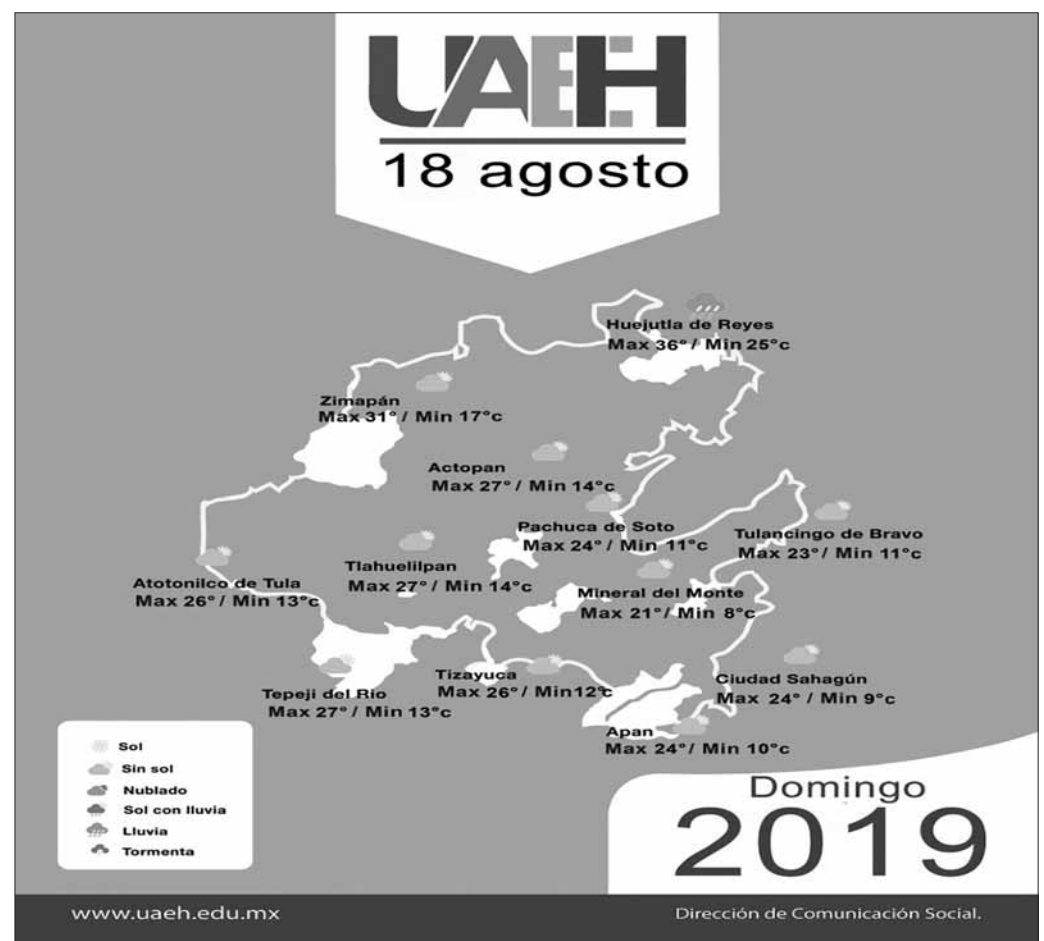 UAEH
18 agosto
Huejutla de Reyes
Max 36° / Min 25°c
Zimapán
Max 31° / Min 17°c
Actopan
Max 27° / Min 14°c
Pachuca de Soto
Max 24° / Min 11°c
Tulancingo de Bravo
Max 23° / Min 11°c
Tlahuelilpan
Max 27° / Min 14°c
Atotonilco de Tula
Max 26° / Min 13°c
Mineral del Monte
Max 21° / Min 8°c
Tizayuca
Max 26° / Min12°c
Ciudad Sahagún
Max 24° / Min 9°c
Tepeji del Rio
Max 27° / Min 13°c
Apan
Max 24°/ Min 10°c
Sol
Sin sol
Nublado
Sol con lluvia
Lluvia
Tormenta
Domingo
2019
www.uaeh.edu.mx
Dirección de Comunicación Social.